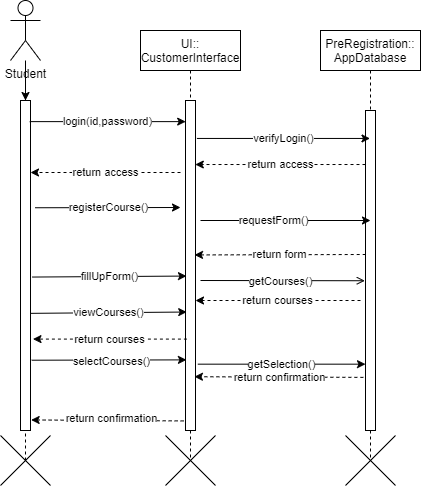 UI::
CustomerInterface
PreRegistration::
AppDatabase
Student
login(id,password)
verifyLogin()
return access
return access
registerCourse()
requestForm()
return form
fillUpForm()
getCourses()
return courses
viewCourses()
return courses
selectCourses()
getSelection()
return confirmation
return confirmation